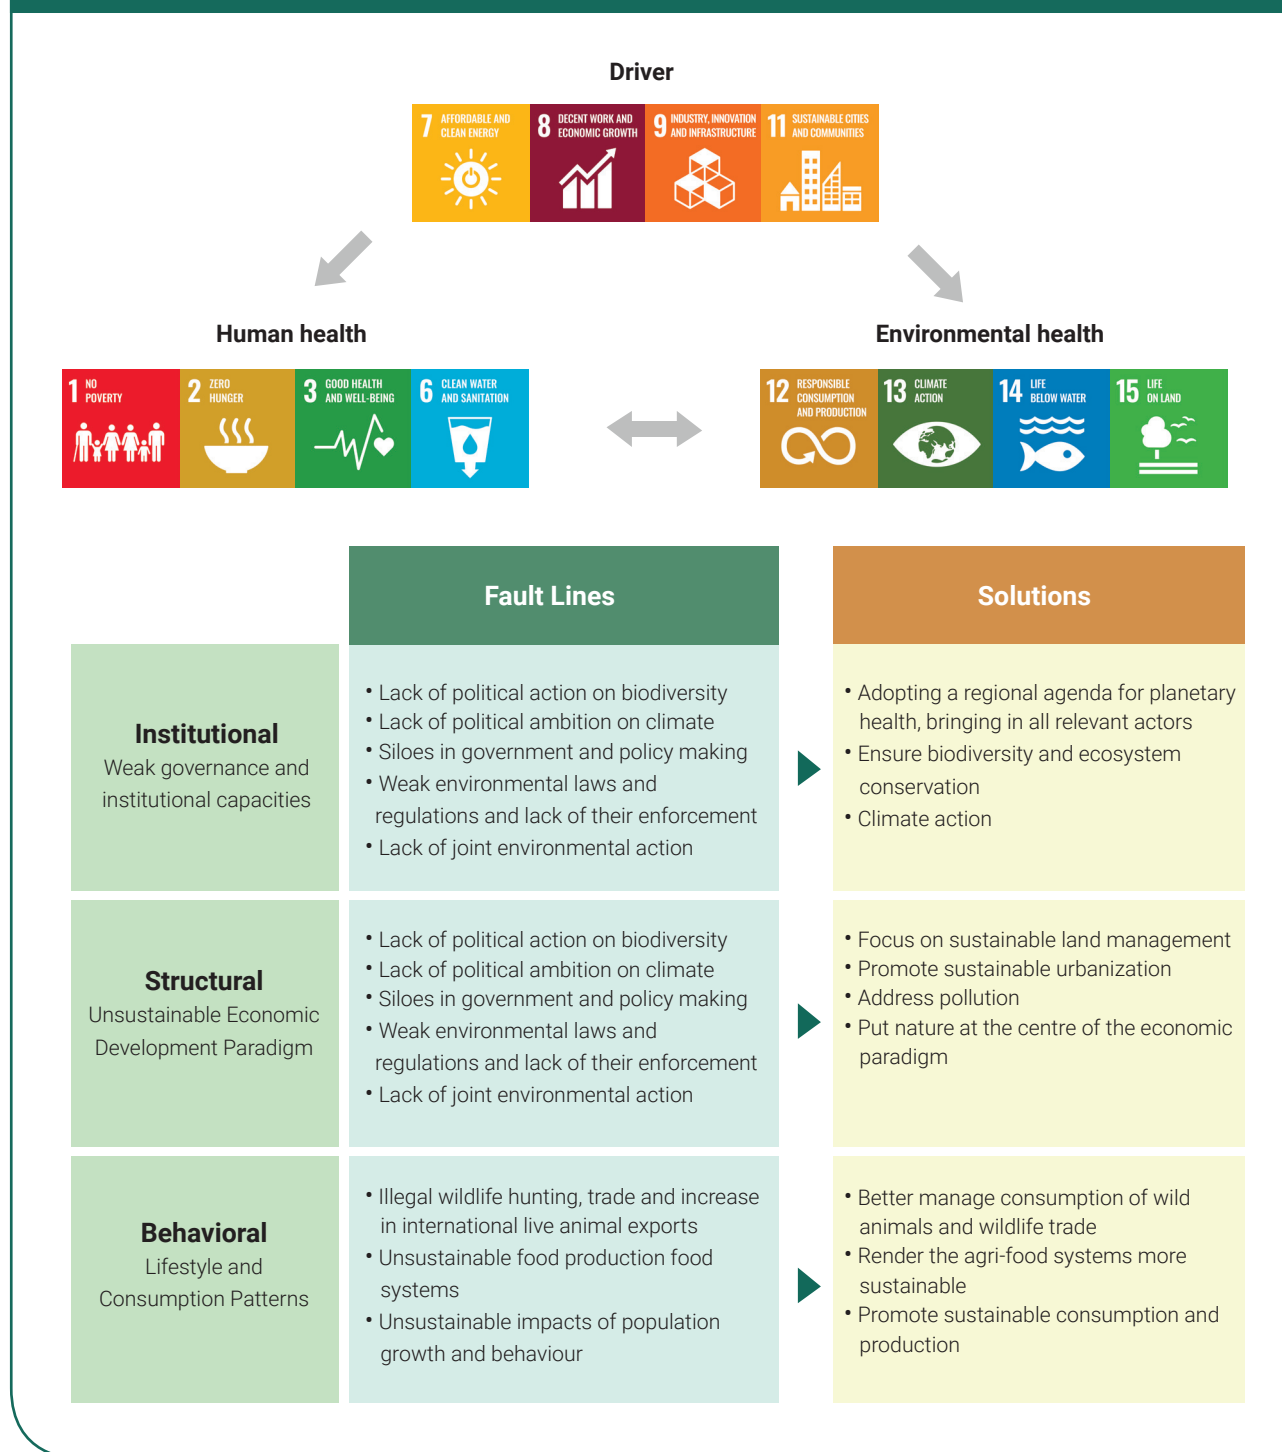 Driver
7 AFFORDABLE AND
CLEAN ENERGY
8 DECENT WORK AND
ECONOMIC GROWTH
9 INDUSTRY, INNOVATION
AND INFRASTRUCTURE
11 SUSTAINABLE CITIES
AND COMMUNITIES
Human health
1 NO
POVERTY
2 ZERO
HUNGER
3 GOOD HEALTH
AND WELL-BEING
6 CLEAN WATER
AND SANITATION
Environmental health
12 RESPONSIBLE
CONSUMPTION
AND PRODUCTION
13 CLIMATE
ACTION
14 LIFE
BELOW WATER
15 LIFE
ON LAND
Fault Lines
Solutions
Institutional
Weak governance and
institutional capacities
• Lack of political action on biodiversity
• Lack of political ambition on climate
• Siloes in government and policy making
• Weak environmental laws and
regulations and lack of their enforcement
• Lack of joint environmental action
• Adopting a regional agenda for planetary
health, bringing in all relevant actors
• Ensure biodiversity and ecosystem
conservation
• Climate action
Structural
Unsustainable Economic
Development Paradigm
• Lack of political action on biodiversity
• Lack of political ambition on climate
• Siloes in government and policy making
• Weak environmental laws and
regulations and lack of their enforcement
• Lack of joint environmental action
• Focus on sustainable land management
• Promote sustainable urbanization
• Address pollution
• Put nature at the centre of the economic
paradigm
Behavioral
Lifestyle and
Consumption Patterns
• Illegal wildlife hunting, trade and increase
in international live animal exports
• Unsustainable food production food
systems
• Unsustainable impacts of population
growth and behaviour
• Better manage consumption of wild
animals and wildlife trade
• Render the agri-food systems more
sustainable
• Promote sustainable consumption and
production